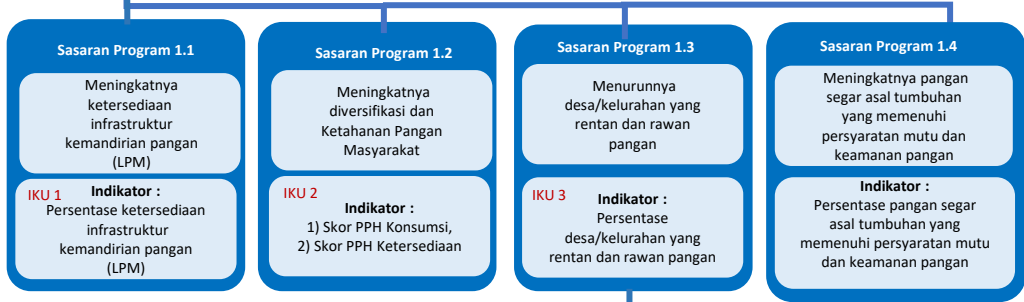 Sasaran Program 1.1
Meningkatnya
ketersediaan
infrastruktur
kemandirian pangan
(LPM)
IKU 1
Indikator :
Persentase ketersediaan
infrastruktur
kemandirian pangan
(LPM)
Sasaran Program 1.2
Meningkatnya
diversifikasi dan
Ketahanan Pangan
Masyarakat
IKU 2
Indikator :
1) Skor PPH Konsumsi,
2) Skor PPH Ketersediaan
Sasaran Program 1.3
Menurunnya
desa/kelurahan yang
rentan dan rawan
pangan
IKU 3
Indikator :
Persentase
desa/kelurahan yang
rentan dan rawan pangan
Sasaran Program 1.4
Meningkatnya pangan
segar asal tumbuhan
yang memenuhi
persyaratan mutu dan
keamanan pangan
Indikator :
Persentase pangan segar
asal tumbuhan yang
memenuhi persyaratan mutu
dan keamanan pangan